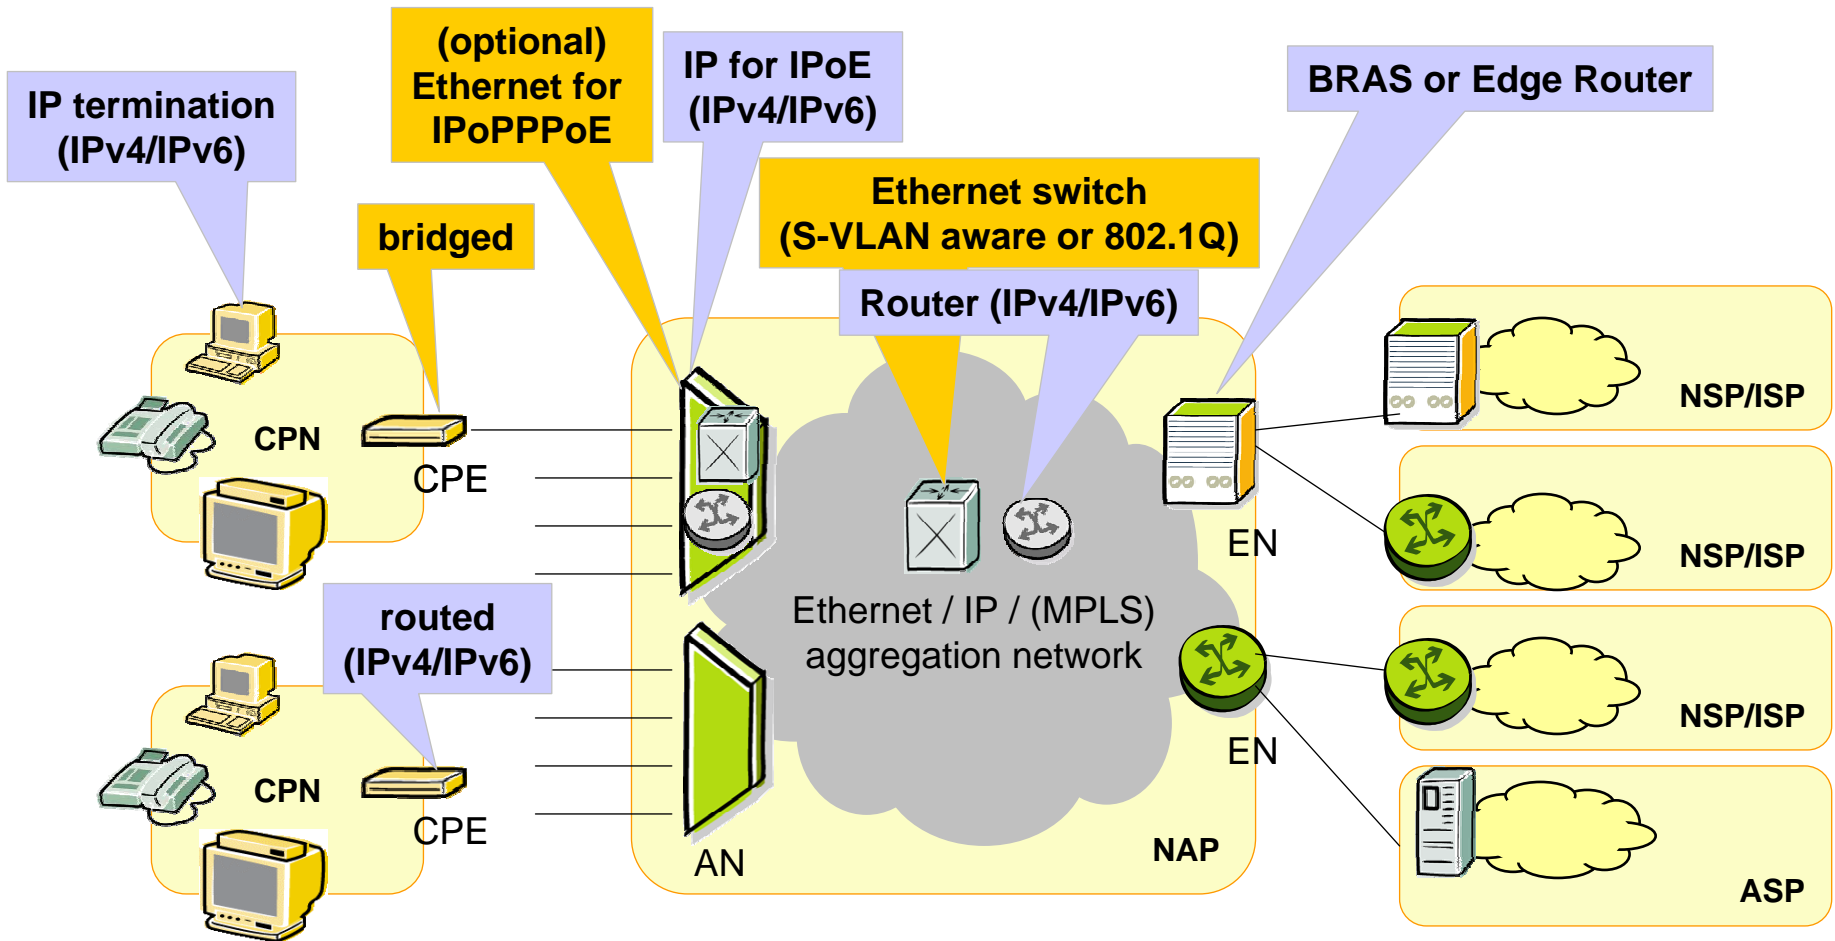 (optional)
Ethernet for
IPoPPPoE
IP for IPoE
(IPv4/IPv6)
BRAS or Edge Router
IP termination
(IPv4/IPv6)
Ethernet switch
(S-VLAN aware or 802.1Q)
bridged
Router (IPv4/IPv6)
CPN
CPE
NSP/ISP
EN
NSP/ISP
Ethernet / IP / (MPLS)
aggregation network
routed
(IPv4/IPv6)
CPN
CPE
EN
NSP/ISP
AN
NAP
ASP